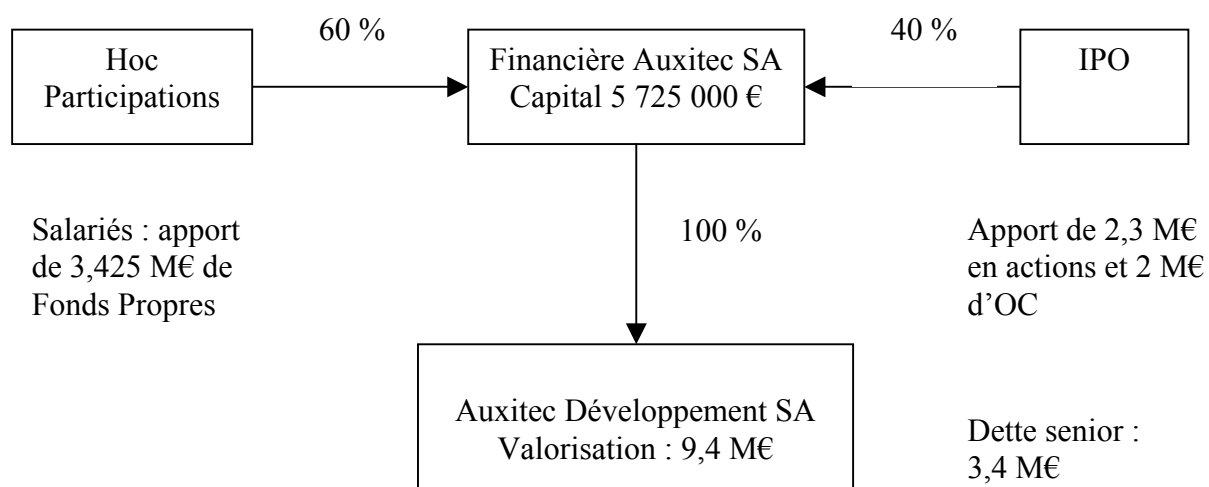 60 %
40 %
Hoc
Participations
Financière Auxitec SA
Capital 5 725 000 €
IPO
Salariés : apport
de 3,425 M€ de
Fonds Propres
100 %
Apport de 2,3 M€
en actions et 2 M€
d’OC
Auxitec Développement SA
Valorisation : 9,4 M€
Dette senior :
3,4 M€